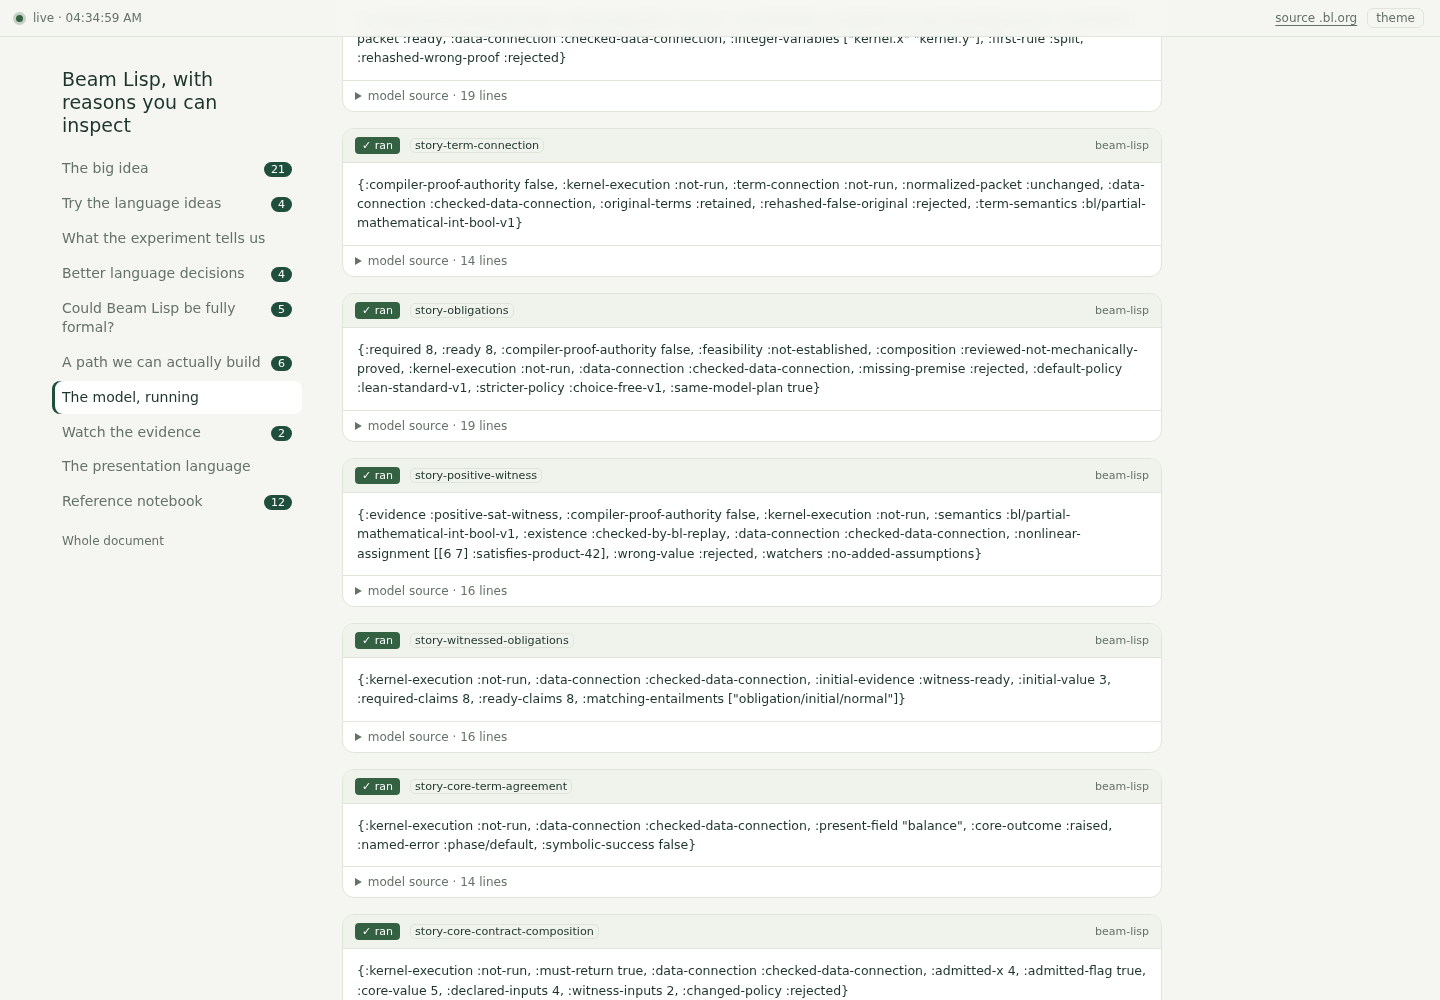 live · 04:34:59 AM
source .bl.org
theme
Beam Lisp, with
reasons you can
inspect
The big idea 21
Try the language ideas 4
What the experiment tells us
Better language decisions 4
Could Beam Lisp be fully 5
formal?
A path we can actually build 6
The model, running
Watch the evidence 2
The presentation language
Reference notebook 12
Whole document
packet :ready, :data-connection :checked-data-connection, :integer-variables ["kernel.x" "kernel.y"], :first-rule :split,
:rehashed-wrong-proof :rejected}
▶ model source · 19 lines
✓ ran story-term-connection beam-lisp
{:compiler-proof-authority false, :kernel-execution :not-run, :term-connection :not-run, :normalized-packet :unchanged, :data-
connection :checked-data-connection, :original-terms :retained, :rehashed-false-original :rejected, :term-semantics :bl/partial-
mathematical-int-bool-v1}
▶ model source · 14 lines
✓ ran story-obligations beam-lisp
{:required 8, :ready 8, :compiler-proof-authority false, :feasibility :not-established, :composition :reviewed-not-mechanically-
proved, :kernel-execution :not-run, :data-connection :checked-data-connection, :missing-premise :rejected, :default-policy
:lean-standard-v1, :stricter-policy :choice-free-v1, :same-model-plan true}
▶ model source · 19 lines
✓ ran story-positive-witness beam-lisp
{:evidence :positive-sat-witness, :compiler-proof-authority false, :kernel-execution :not-run, :semantics :bl/partial-
mathematical-int-bool-v1, :existence :checked-by-bl-replay, :data-connection :checked-data-connection, :nonlinear-
assignment [[6 7] :satisfies-product-42], :wrong-value :rejected, :watchers :no-added-assumptions}
▶ model source · 16 lines
✓ ran story-witnessed-obligations beam-lisp
{:kernel-execution :not-run, :data-connection :checked-data-connection, :initial-evidence :witness-ready, :initial-value 3,
:required-claims 8, :ready-claims 8, :matching-entailments ["obligation/initial/normal"]}
▶ model source · 16 lines
✓ ran story-core-term-agreement beam-lisp
{:kernel-execution :not-run, :data-connection :checked-data-connection, :present-field "balance", :core-outcome :raised,
:named-error :phase/default, :symbolic-success false}
▶ model source · 14 lines
✓ ran story-core-contract-composition beam-lisp
{:kernel-execution :not-run, :must-return true, :data-connection :checked-data-connection, :admitted-x 4, :admitted-flag true,
:core-value 5, :declared-inputs 4, :witness-inputs 2, :changed-policy :rejected}